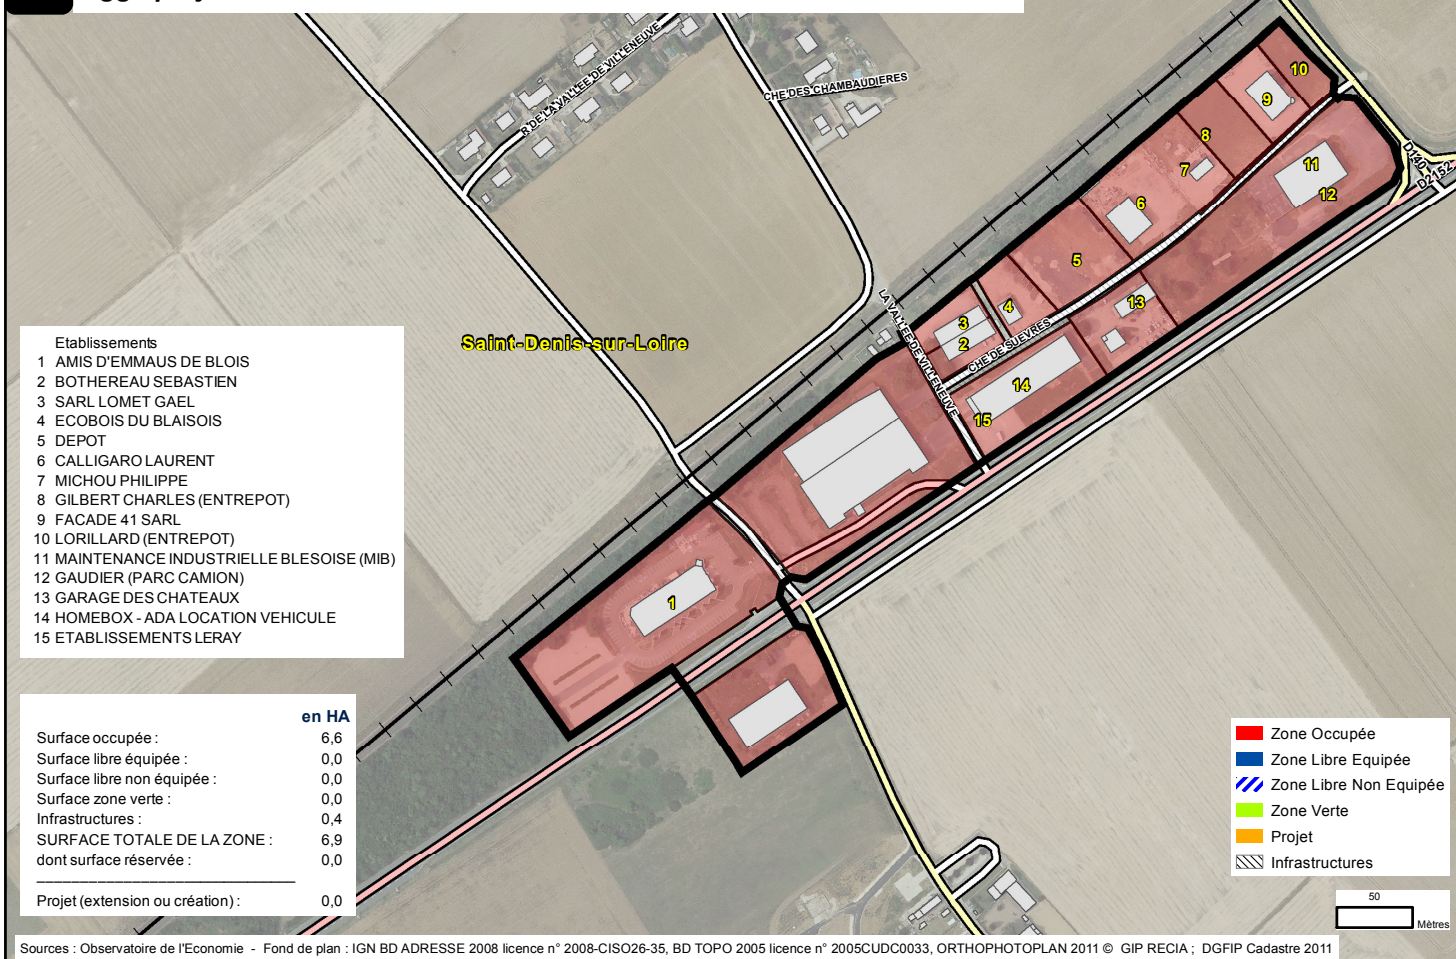 R DE LA VALLEE DE VILLENEUVE
CHE DES CHAMBAUDIERES
10
9
8
7
11
12
6
5
D140
D2152
13
4
3
2
LA VALLEE DE VILLENEUVE
CHE DE SUEVRES
14
15
1
Saint-Denis-sur-Loire
Etablissements
1 AMIS D'EMMAUS DE BLOIS
2 BOTHEREAU SEBASTIEN
3 SARL LOMET GAEL
4 ECOBOIS DU BLAISOIS
5 DEPOT
6 CALLIGARO LAURENT
7 MICHOU PHILIPPE
8 GILBERT CHARLES (ENTREPOT)
9 FACADE 41 SARL
10 LORILLARD (ENTREPOT)
11 MAINTENANCE INDUSTRIELLE BLESOISE (MIB)
12 GAUDIER (PARC CAMION)
13 GARAGE DES CHATEAUX
14 HOMEBOX - ADA LOCATION VEHICULE
15 ETABLISSEMENTS LERAY
en HA
Surface occupée : 6,6
Surface libre équipée : 0,0
Surface libre non équipée : 0,0
Surface zone verte : 0,0
Infrastructures : 0,4
SURFACE TOTALE DE LA ZONE : 6,9
dont surface réservée : 0,0
Projet (extension ou création) : 0,0
Zone Occupée
Zone Libre Equipée
Zone Libre Non Equipée
Zone Verte
Projet
Infrastructures
50
Mètres
Sources : Observatoire de l'Economie - Fond de plan : IGN BD ADRESSE 2008 licence n° 2008-CISO26-35, BD TOPO 2005 licence n° 2005CUDC0033, ORTHOPHOTOPLAN 2011 © GIP RECIA ; DGFIP Cadastre 2011